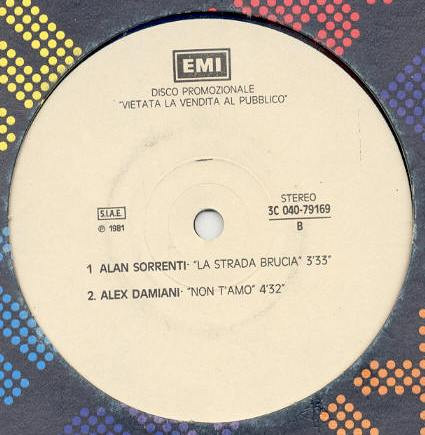 EMI
DISCO PROMOZIONALE
"VIETATA LA VENDITA AL PUBBLICO"
S.I.A.E.
℗ 1981
STEREO
3C 040-79169
B
1 ALAN SORRENTI- "LA STRADA BRUCIA" 3'33"
2. ALEX DAMIANI- "NON T'AMO" 4'32"